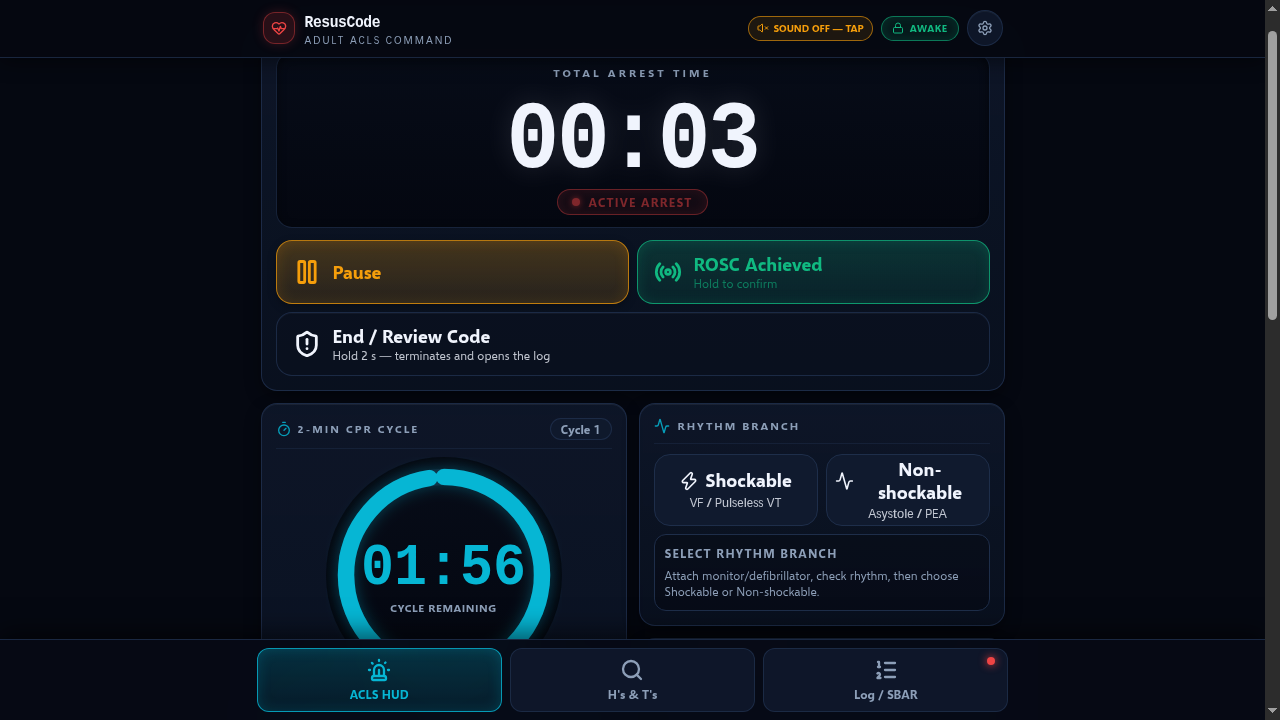 ResusCode
ADULT ACLS COMMAND
SOUND OFF — TAP
AWAKE
TOTAL ARREST TIME
00:03
ACTIVE ARREST
Pause
ROSC Achieved
Hold to confirm
End / Review Code
Hold 2 s — terminates and opens the log
2-MIN CPR CYCLE
Cycle 1
01:56
CYCLE REMAINING
RHYTHM BRANCH
Shockable
VF / Pulseless VT
Non-
shockable
Asystole / PEA
SELECT RHYTHM BRANCH
Attach monitor/defibrillator, check rhythm, then choose
Shockable or Non-shockable.
ACLS HUD
H's & T's
Log / SBAR